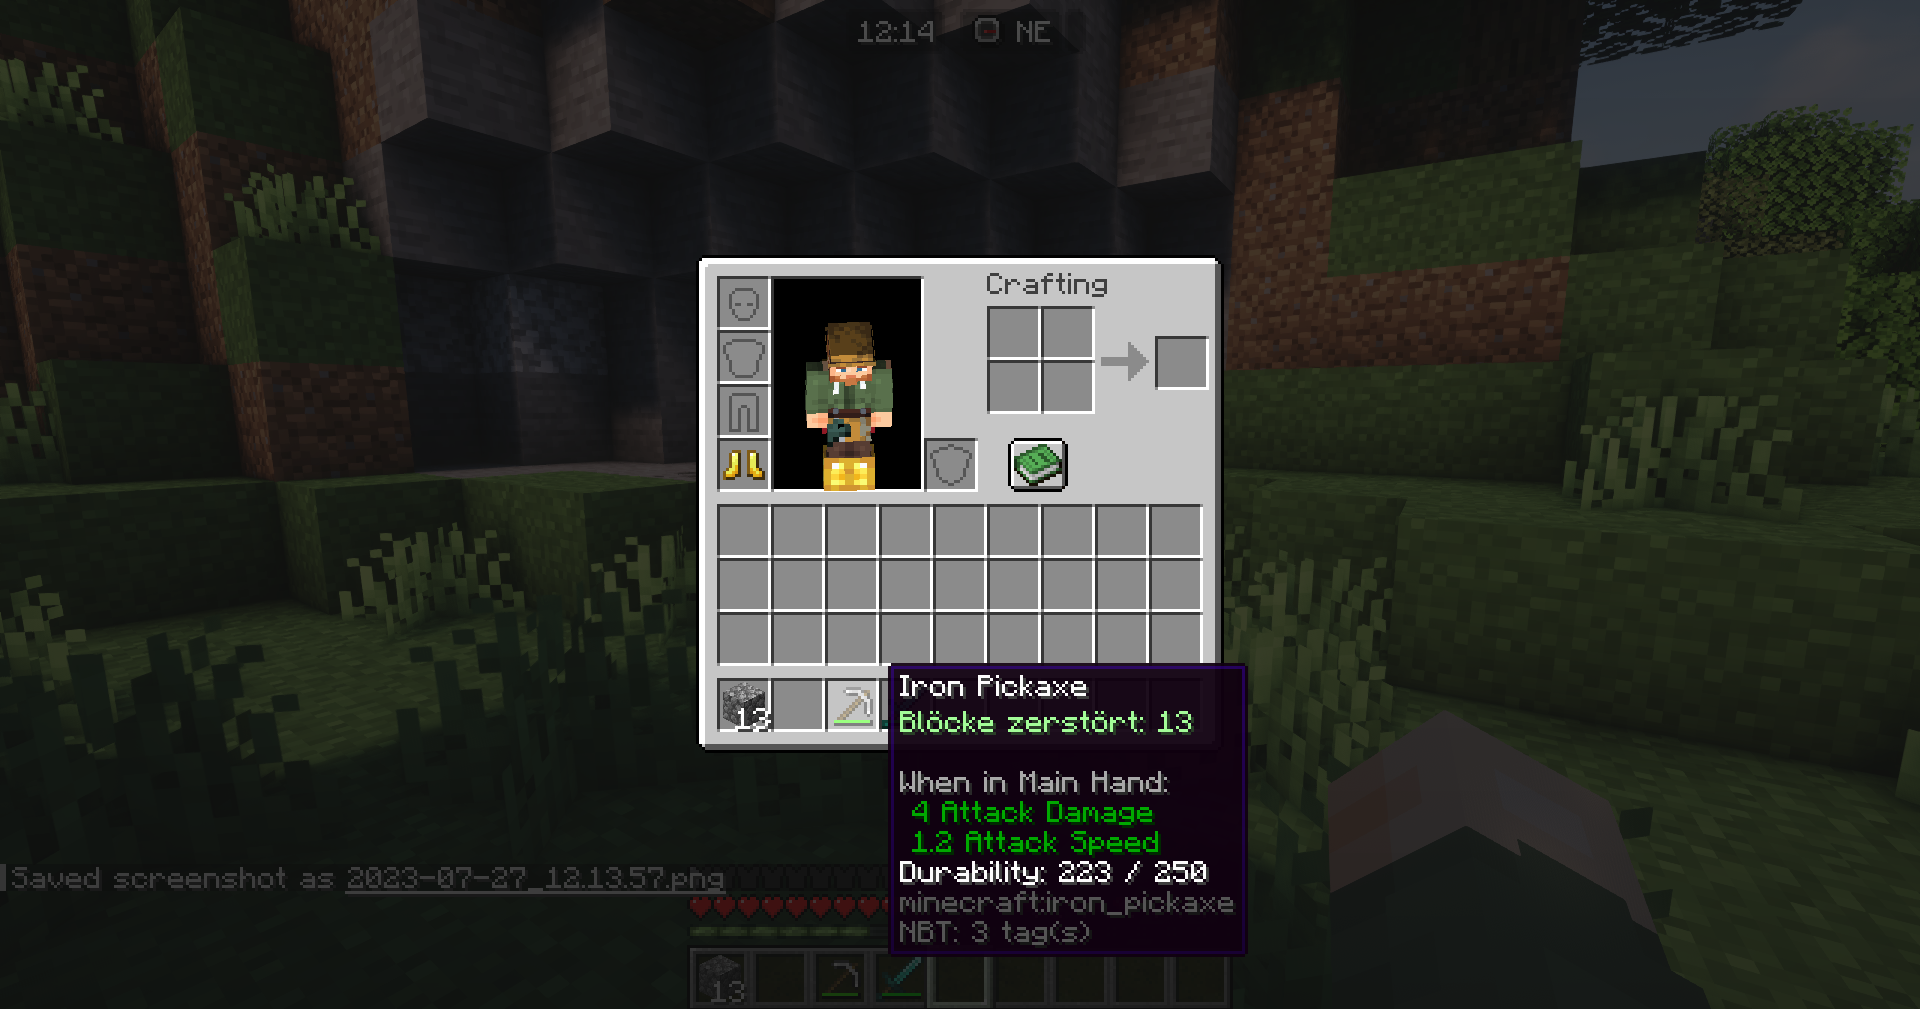 12:14 NE
Crafting
13
Iron Pickaxe
Blöcke zerstört: 13
When in Main Hand:
4 Attack Damage
1.2 Attack Speed
Durability: 223 / 250
minecraft:iron_pickaxe
NBT: 3 tag(s)
Saved screenshot as 2023-07-27_12.13.57.png
13